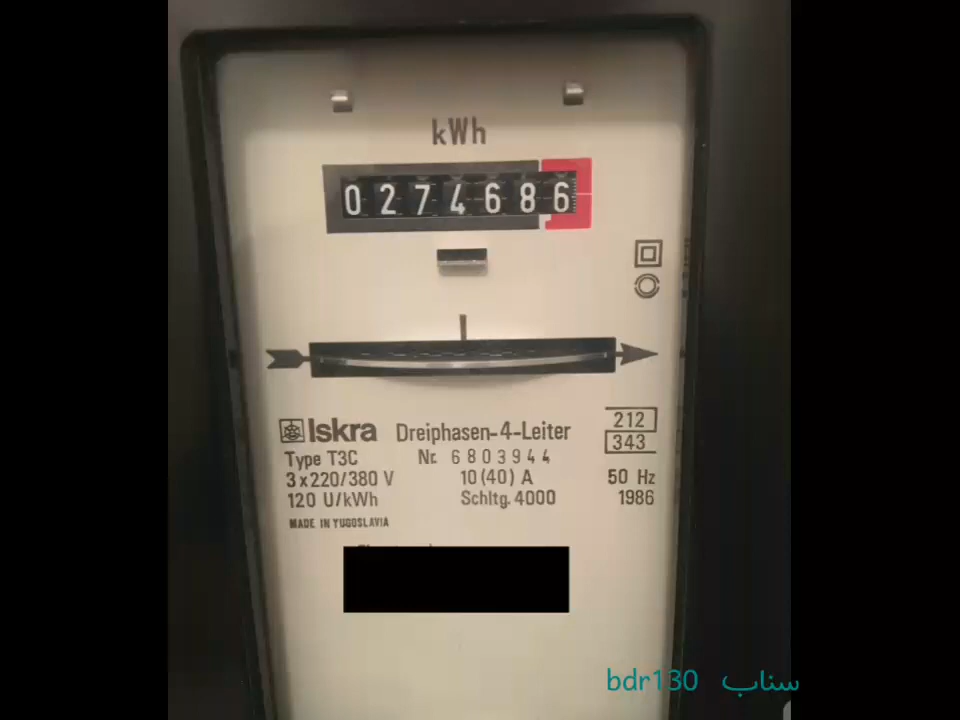 kWh
0274686
Iskra Dreiphasen-4-Leiter 212
343
Type T3C Nr. 6803944
3x220/380 V 10(40) A 50 Hz
120 U/kWh Schltg. 4000 1986
MADE IN YUGOSLAVIA
سناب bdr130